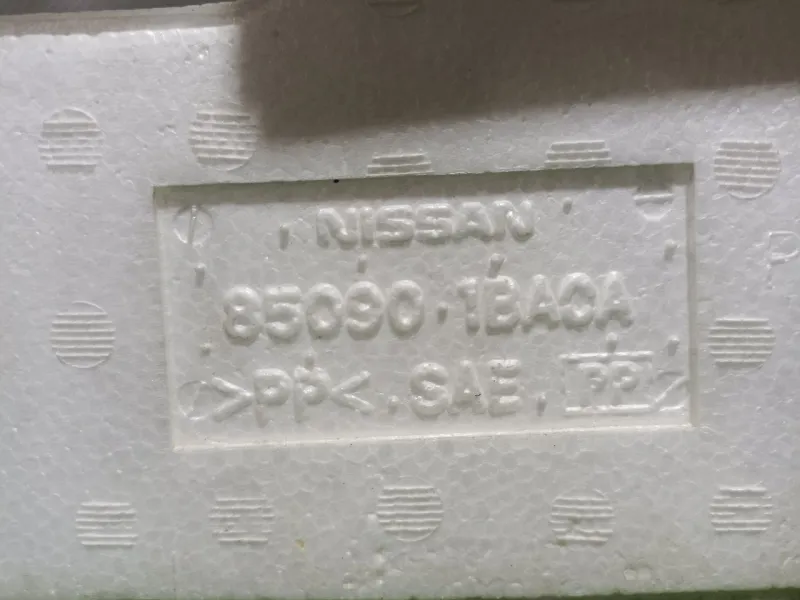 NISSAN
85090 1BA0A
>PP< SAE PP
P